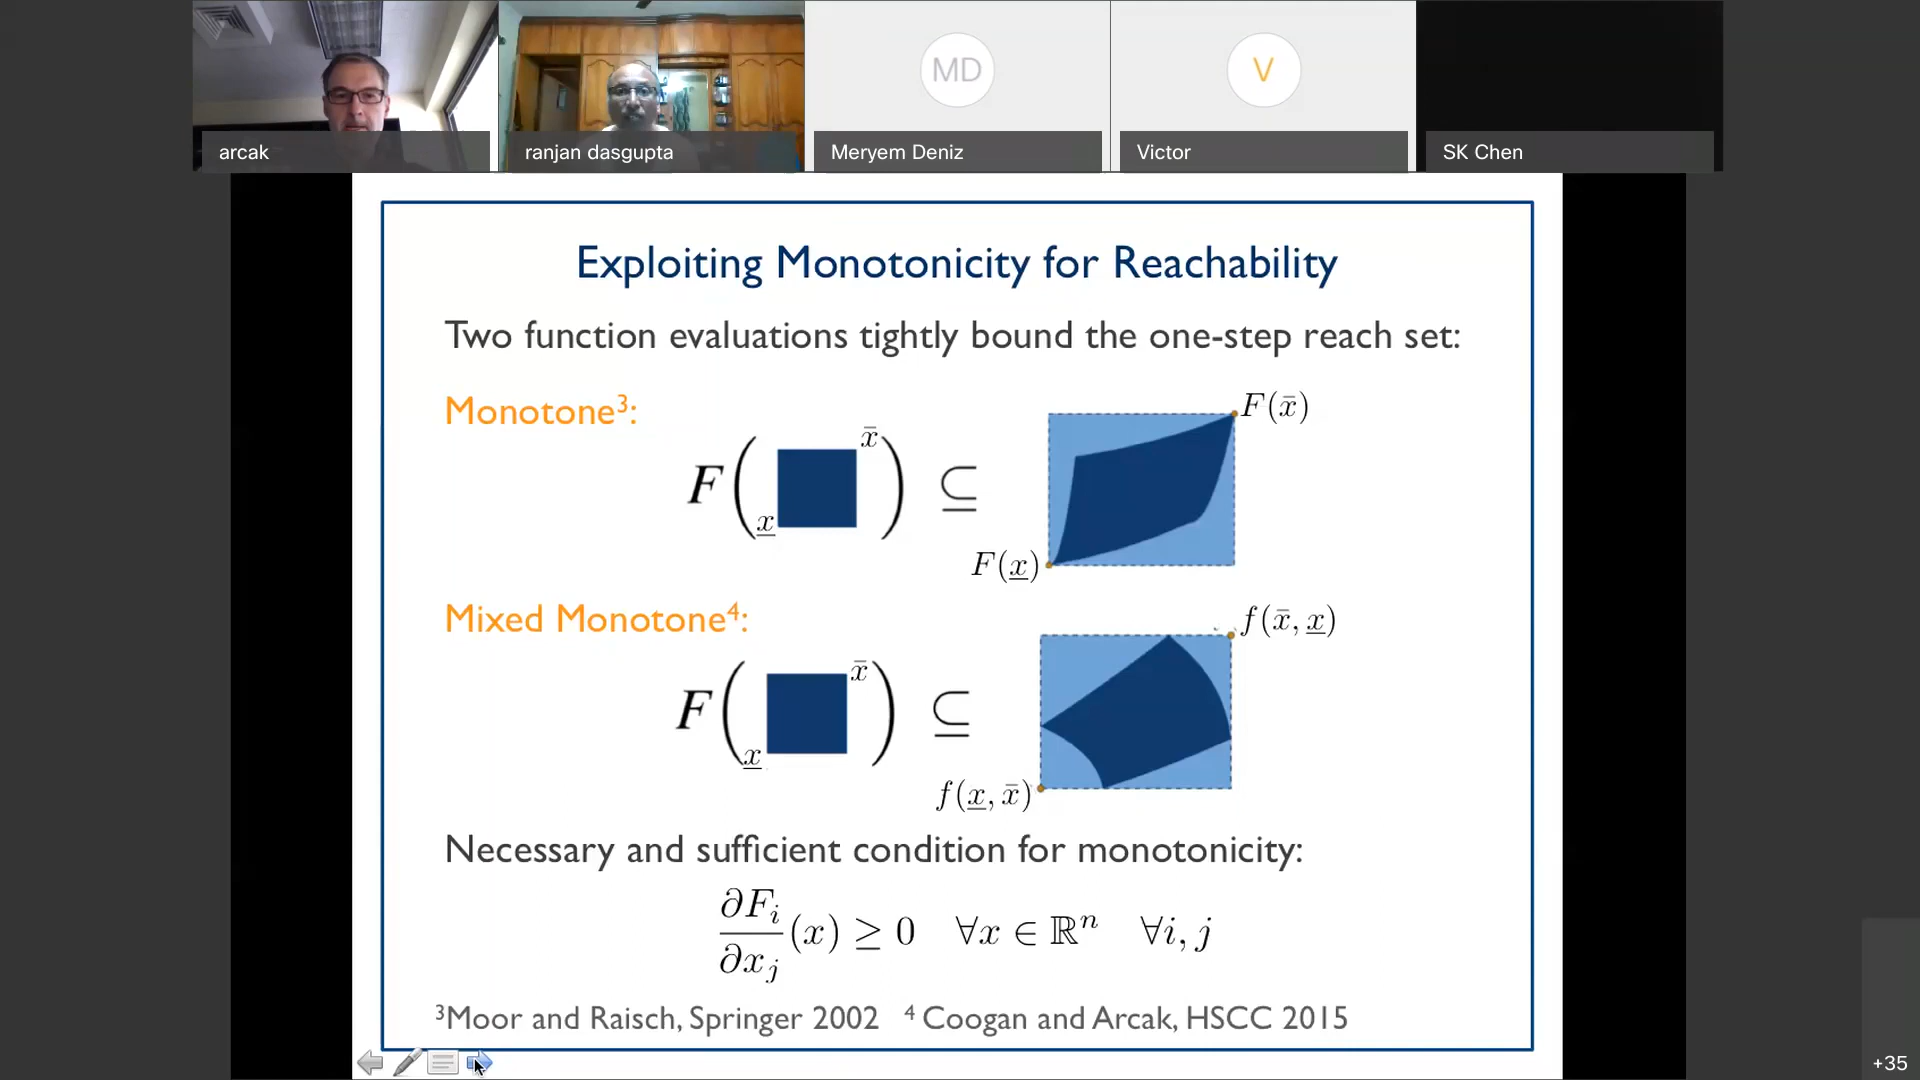 MD
V
arcak
ranjan dasgupta
Meryem Deniz
Victor
SK Chen
Exploiting Monotonicity for Reachability
Two function evaluations tightly bound the one-step reach set:
Monotone³:
F( x̲ x̄ ) ⊆
F(x̄)
F(x̲)
Mixed Monotone⁴:
F( x̲ x̄ ) ⊆
f(x̄, x̲)
f(x̲, x̄)
Necessary and sufficient condition for monotonicity:
∂Fᵢ/∂xⱼ (x) ≥ 0 ∀x ∈ ℝⁿ ∀i, j
³Moor and Raisch, Springer 2002 ⁴ Coogan and Arcak, HSCC 2015
+35